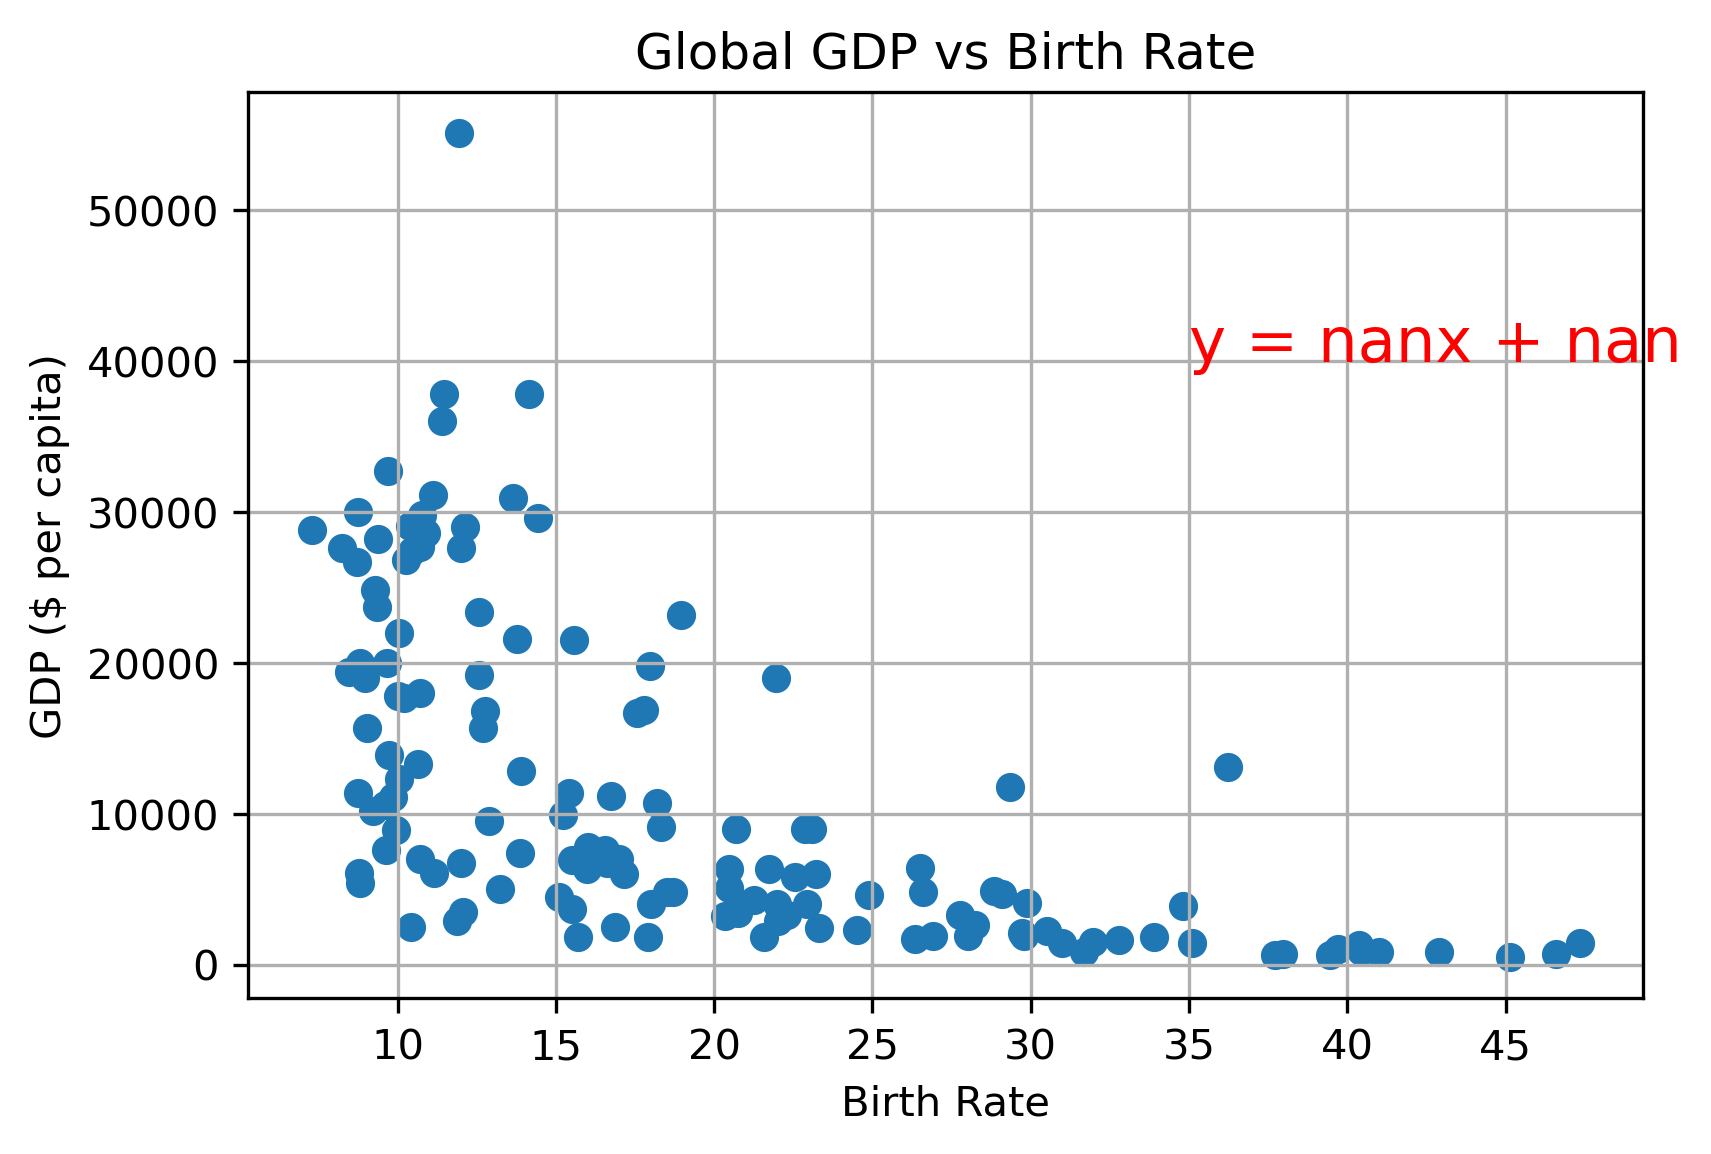 Global GDP vs Birth Rate
50000
40000
30000
20000
10000
0
GDP ($ per capita)
y = nanx + nan
10 15 20 25 30 35 40 45
Birth Rate